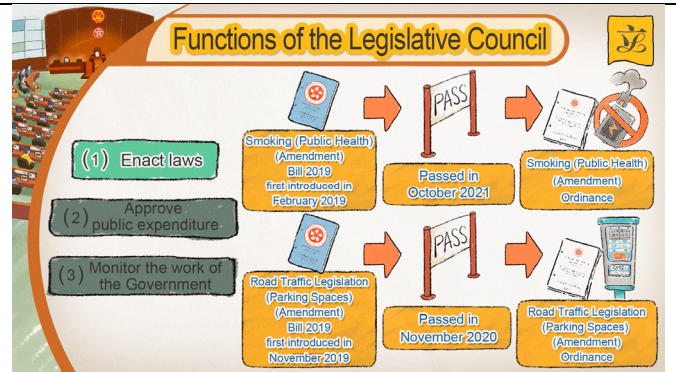 Functions of the Legislative Council
(1) Enact laws
(2) Approve
public expenditure
(3) Monitor the work of
the Government
Smoking (Public Health)
(Amendment)
Bill 2019
first introduced in
February 2019
PASS
Passed in
October 2021
Smoking (Public Health)
(Amendment)
Ordinance
Road Traffic Legislation
(Parking Spaces)
(Amendment)
Bill 2019
first introduced in
November 2019
PASS
Passed in
November 2020
Road Traffic Legislation
(Parking Spaces)
(Amendment)
Ordinance